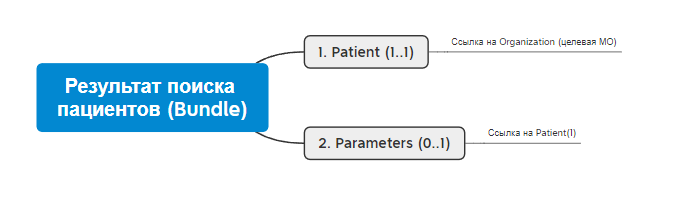 Результат поиска
пациентов (Bundle)
1. Patient (1..1)
Ссылка на Organization (целевая МО)
2. Parameters (0..1)
Ссылка на Patient(1)